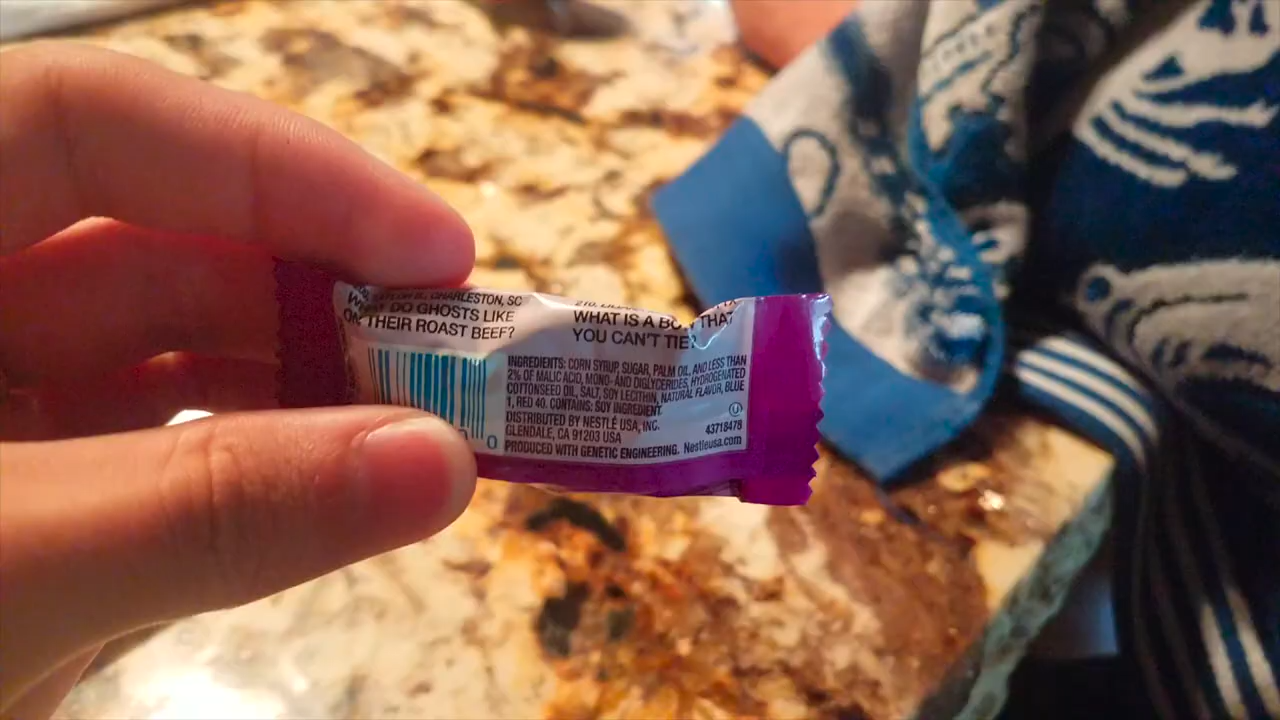 CHARLESTON, SC
DO GHOSTS LIKE
ON THEIR ROAST BEEF?
WHAT IS A THAT
YOU CAN'T TIE?
INGREDIENTS: CORN SYRUP, SUGAR, PALM OIL, AND LESS THAN
2% OF MALIC ACID, MONO- AND DIGLYCERIDES, HYDROGENATED
COTTONSEED OIL, SALT, SOY LECITHIN, NATURAL FLAVOR, BLUE
1, RED 40. CONTAINS: SOY INGREDIENT.
DISTRIBUTED BY NESTLÉ USA, INC.
GLENDALE, CA 91203 USA
43718478
PRODUCED WITH GENETIC ENGINEERING. Nestleusa.com
0